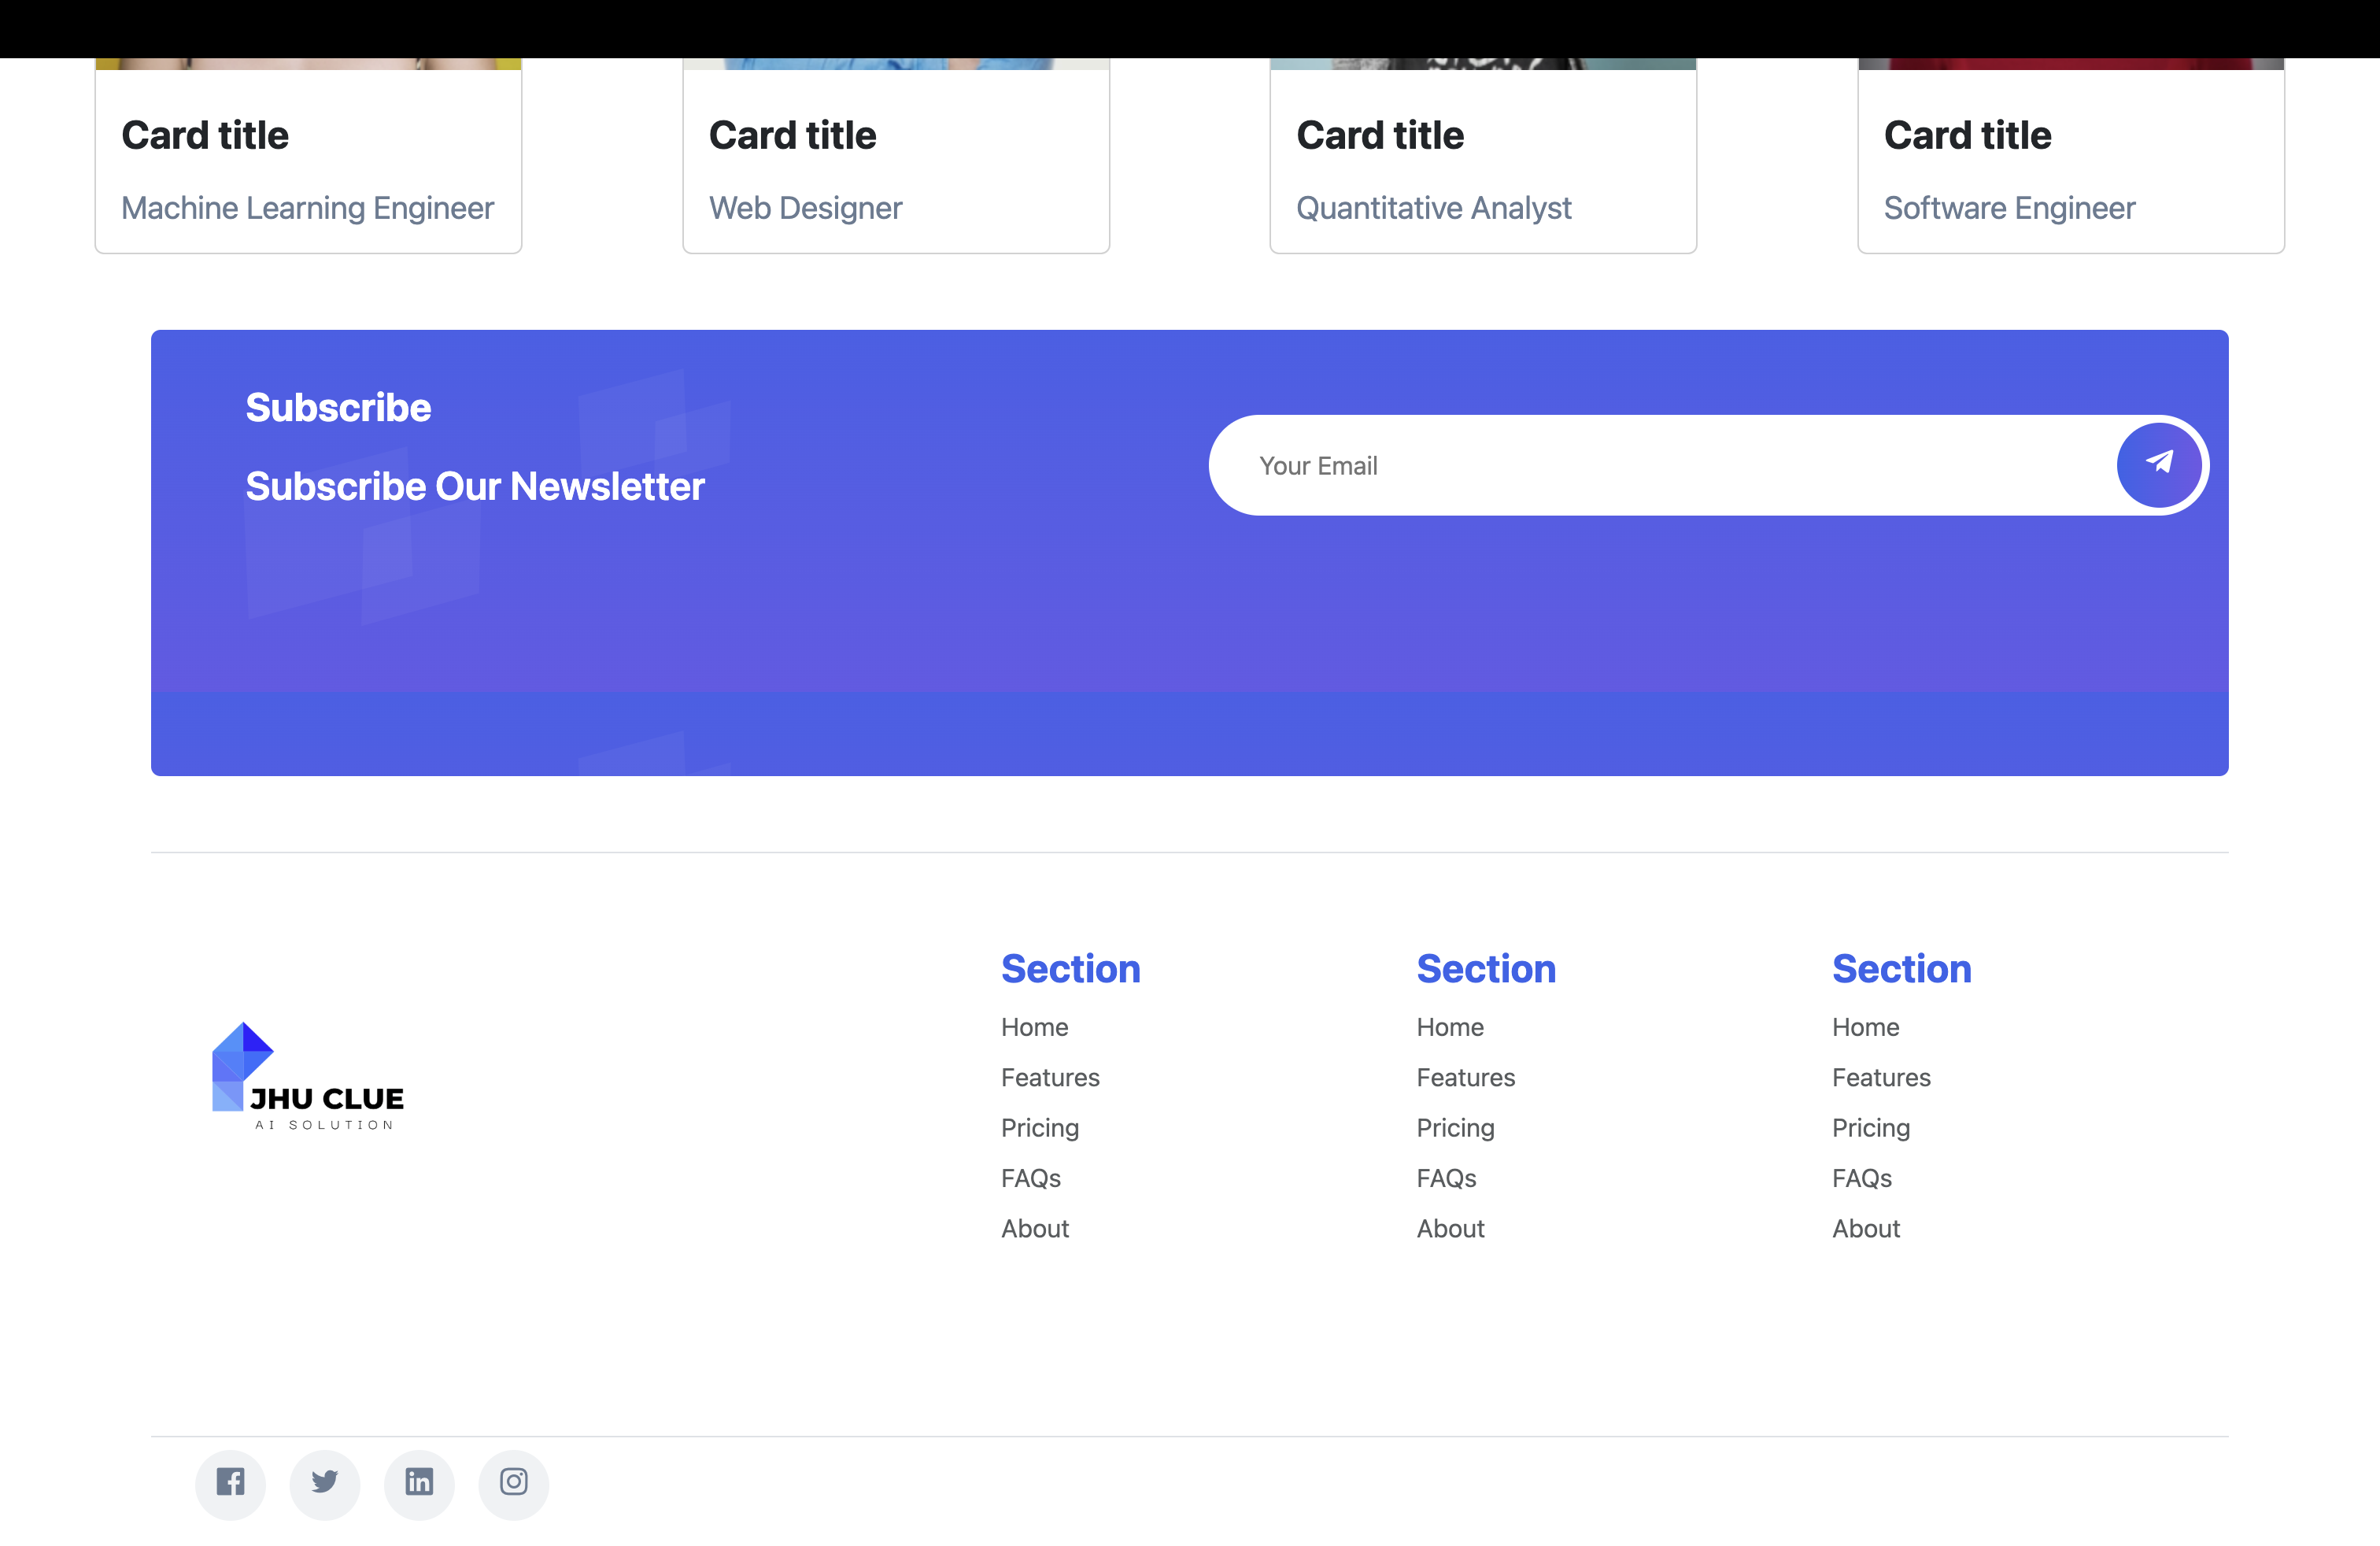 Card title
Machine Learning Engineer
Card title
Web Designer
Card title
Quantitative Analyst
Card title
Software Engineer
Subscribe
Subscribe Our Newsletter
Your Email
JHU CLUE
AI SOLUTION
Section
Home
Features
Pricing
FAQs
About
Section
Home
Features
Pricing
FAQs
About
Section
Home
Features
Pricing
FAQs
About